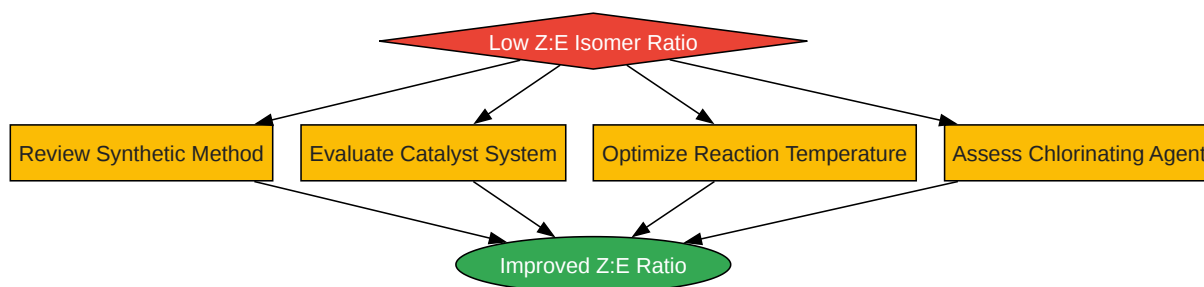 Low Z:E Isomer Ratio
Review Synthetic Method
Evaluate Catalyst System
Optimize Reaction Temperature
Assess Chlorinating Agent
Improved Z:E Ratio